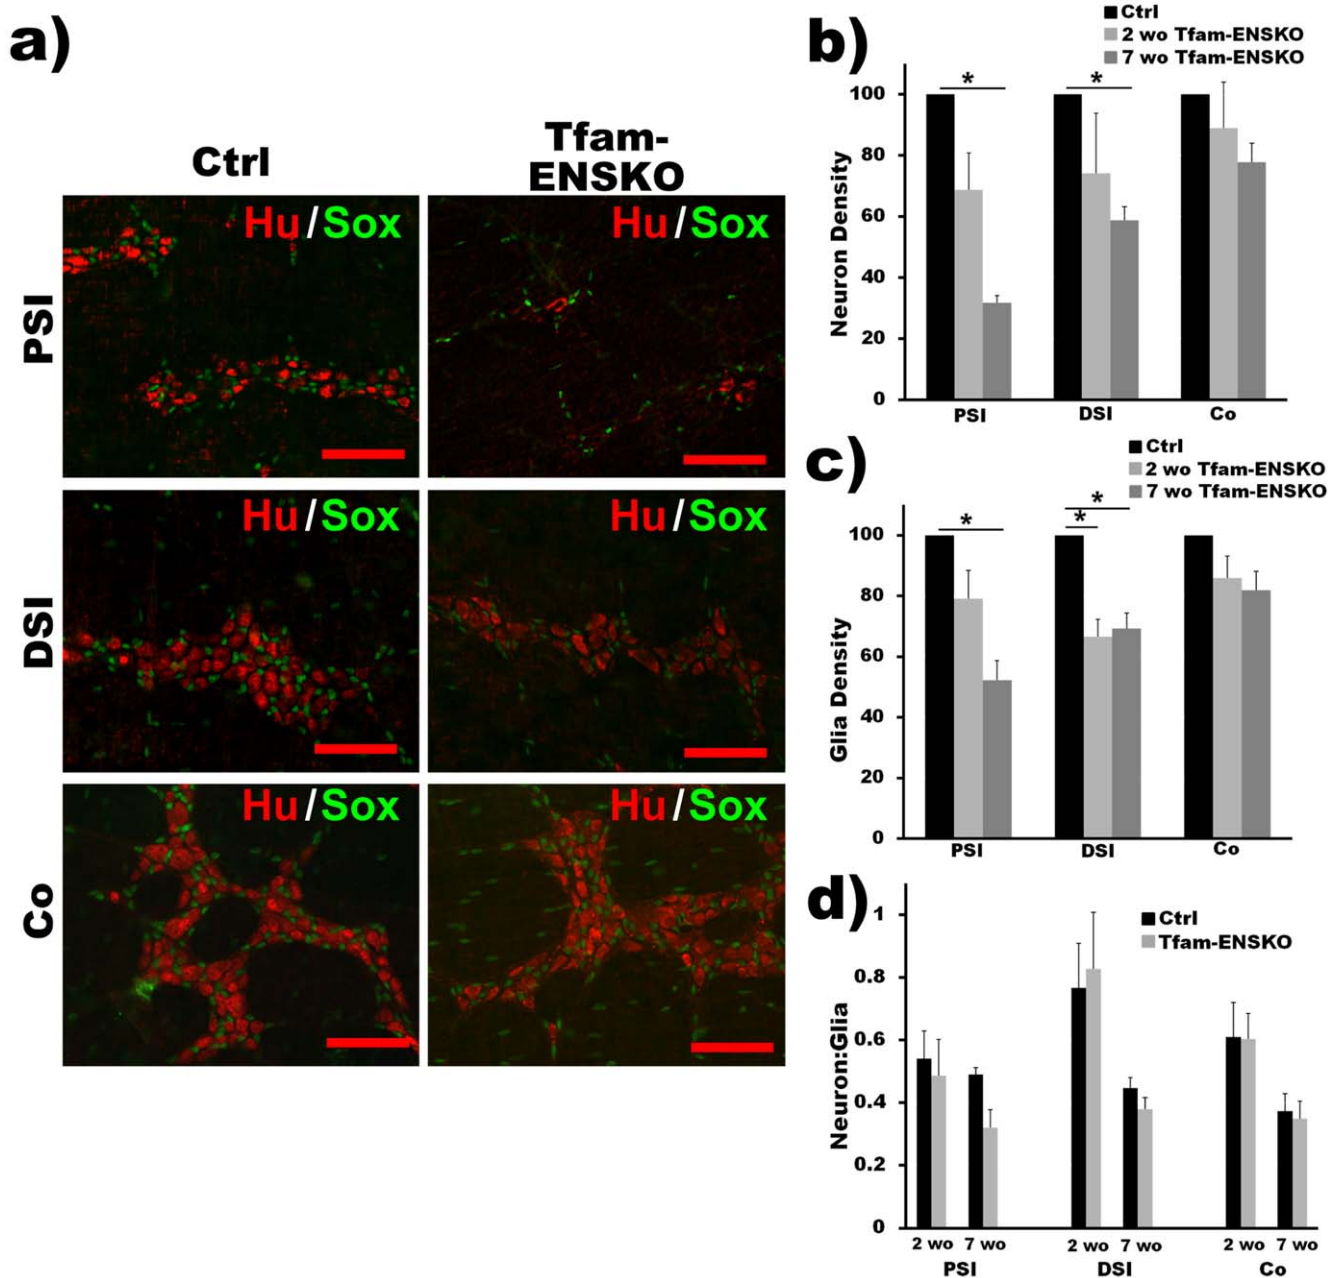 a)
Ctrl
Tfam-
ENSKO
PSI
Hu/Sox
Hu/Sox
DSI
Hu/Sox
Hu/Sox
Co
Hu/Sox
Hu/Sox
b)
Ctrl
2 wo Tfam-ENSKO
7 wo Tfam-ENSKO
Neuron Density
100
80
60
40
20
0
* *
PSI DSI Co
c)
Ctrl
2 wo Tfam-ENSKO
7 wo Tfam-ENSKO
Glia Density
100
80
60
40
20
0
* * *
PSI DSI Co
d)
Ctrl
Tfam-ENSKO
Neuron:Glia
1
0.8
0.6
0.4
0.2
0
2 wo 7 wo 2 wo 7 wo 2 wo 7 wo
PSI DSI Co